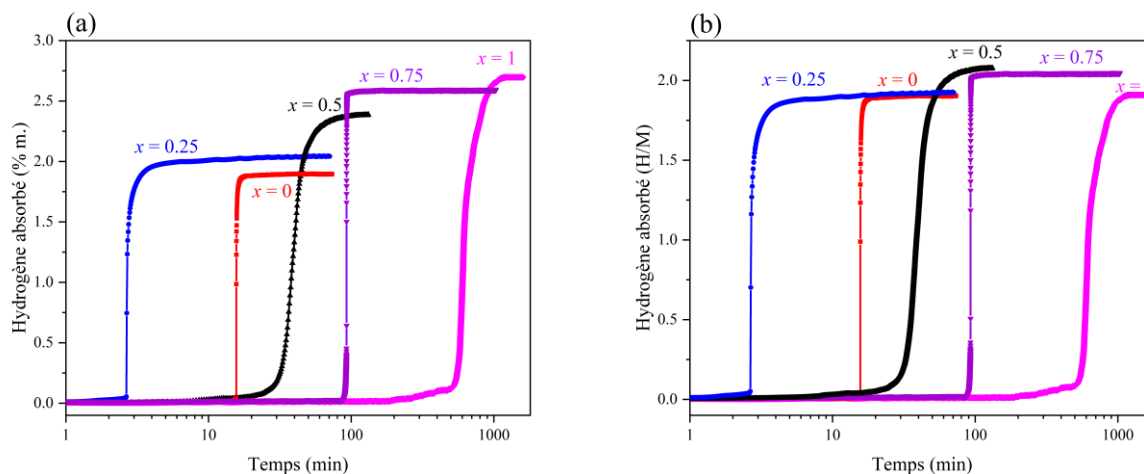 (a)
Hydrogène absorbé (% m.)
3.0
2.5
2.0
1.5
1.0
0.5
0.0
x = 0.25
x = 0
x = 0.5
x = 0.75
x = 1
1
10
100
1000
Temps (min)
(b)
Hydrogène absorbé (H/M)
2.0
1.5
1.0
0.5
0.0
x = 0.25
x = 0
x = 0.5
x = 0.75
x =
1
10
100
1000
Temps (min)